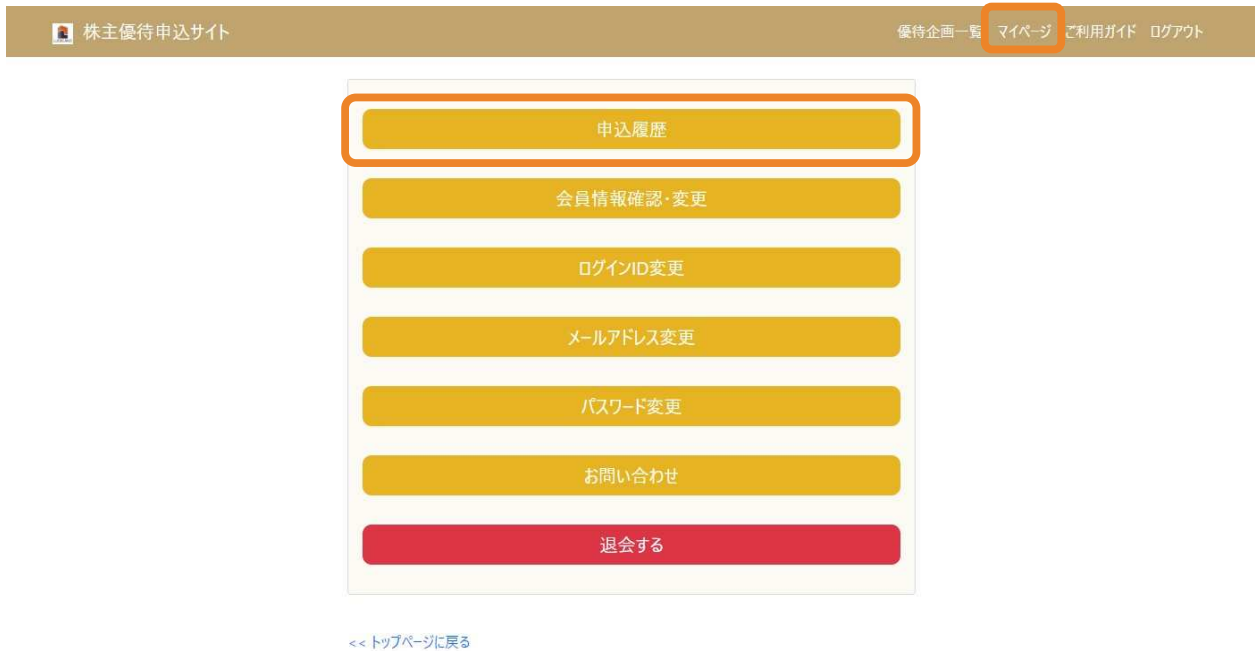 株主優待申込サイト
優待企画一覧 マイページ ご利用ガイド ログアウト
申込履歴
会員情報確認・変更
ログインID変更
メールアドレス変更
パスワード変更
お問い合わせ
退会する
<< トップページに戻る